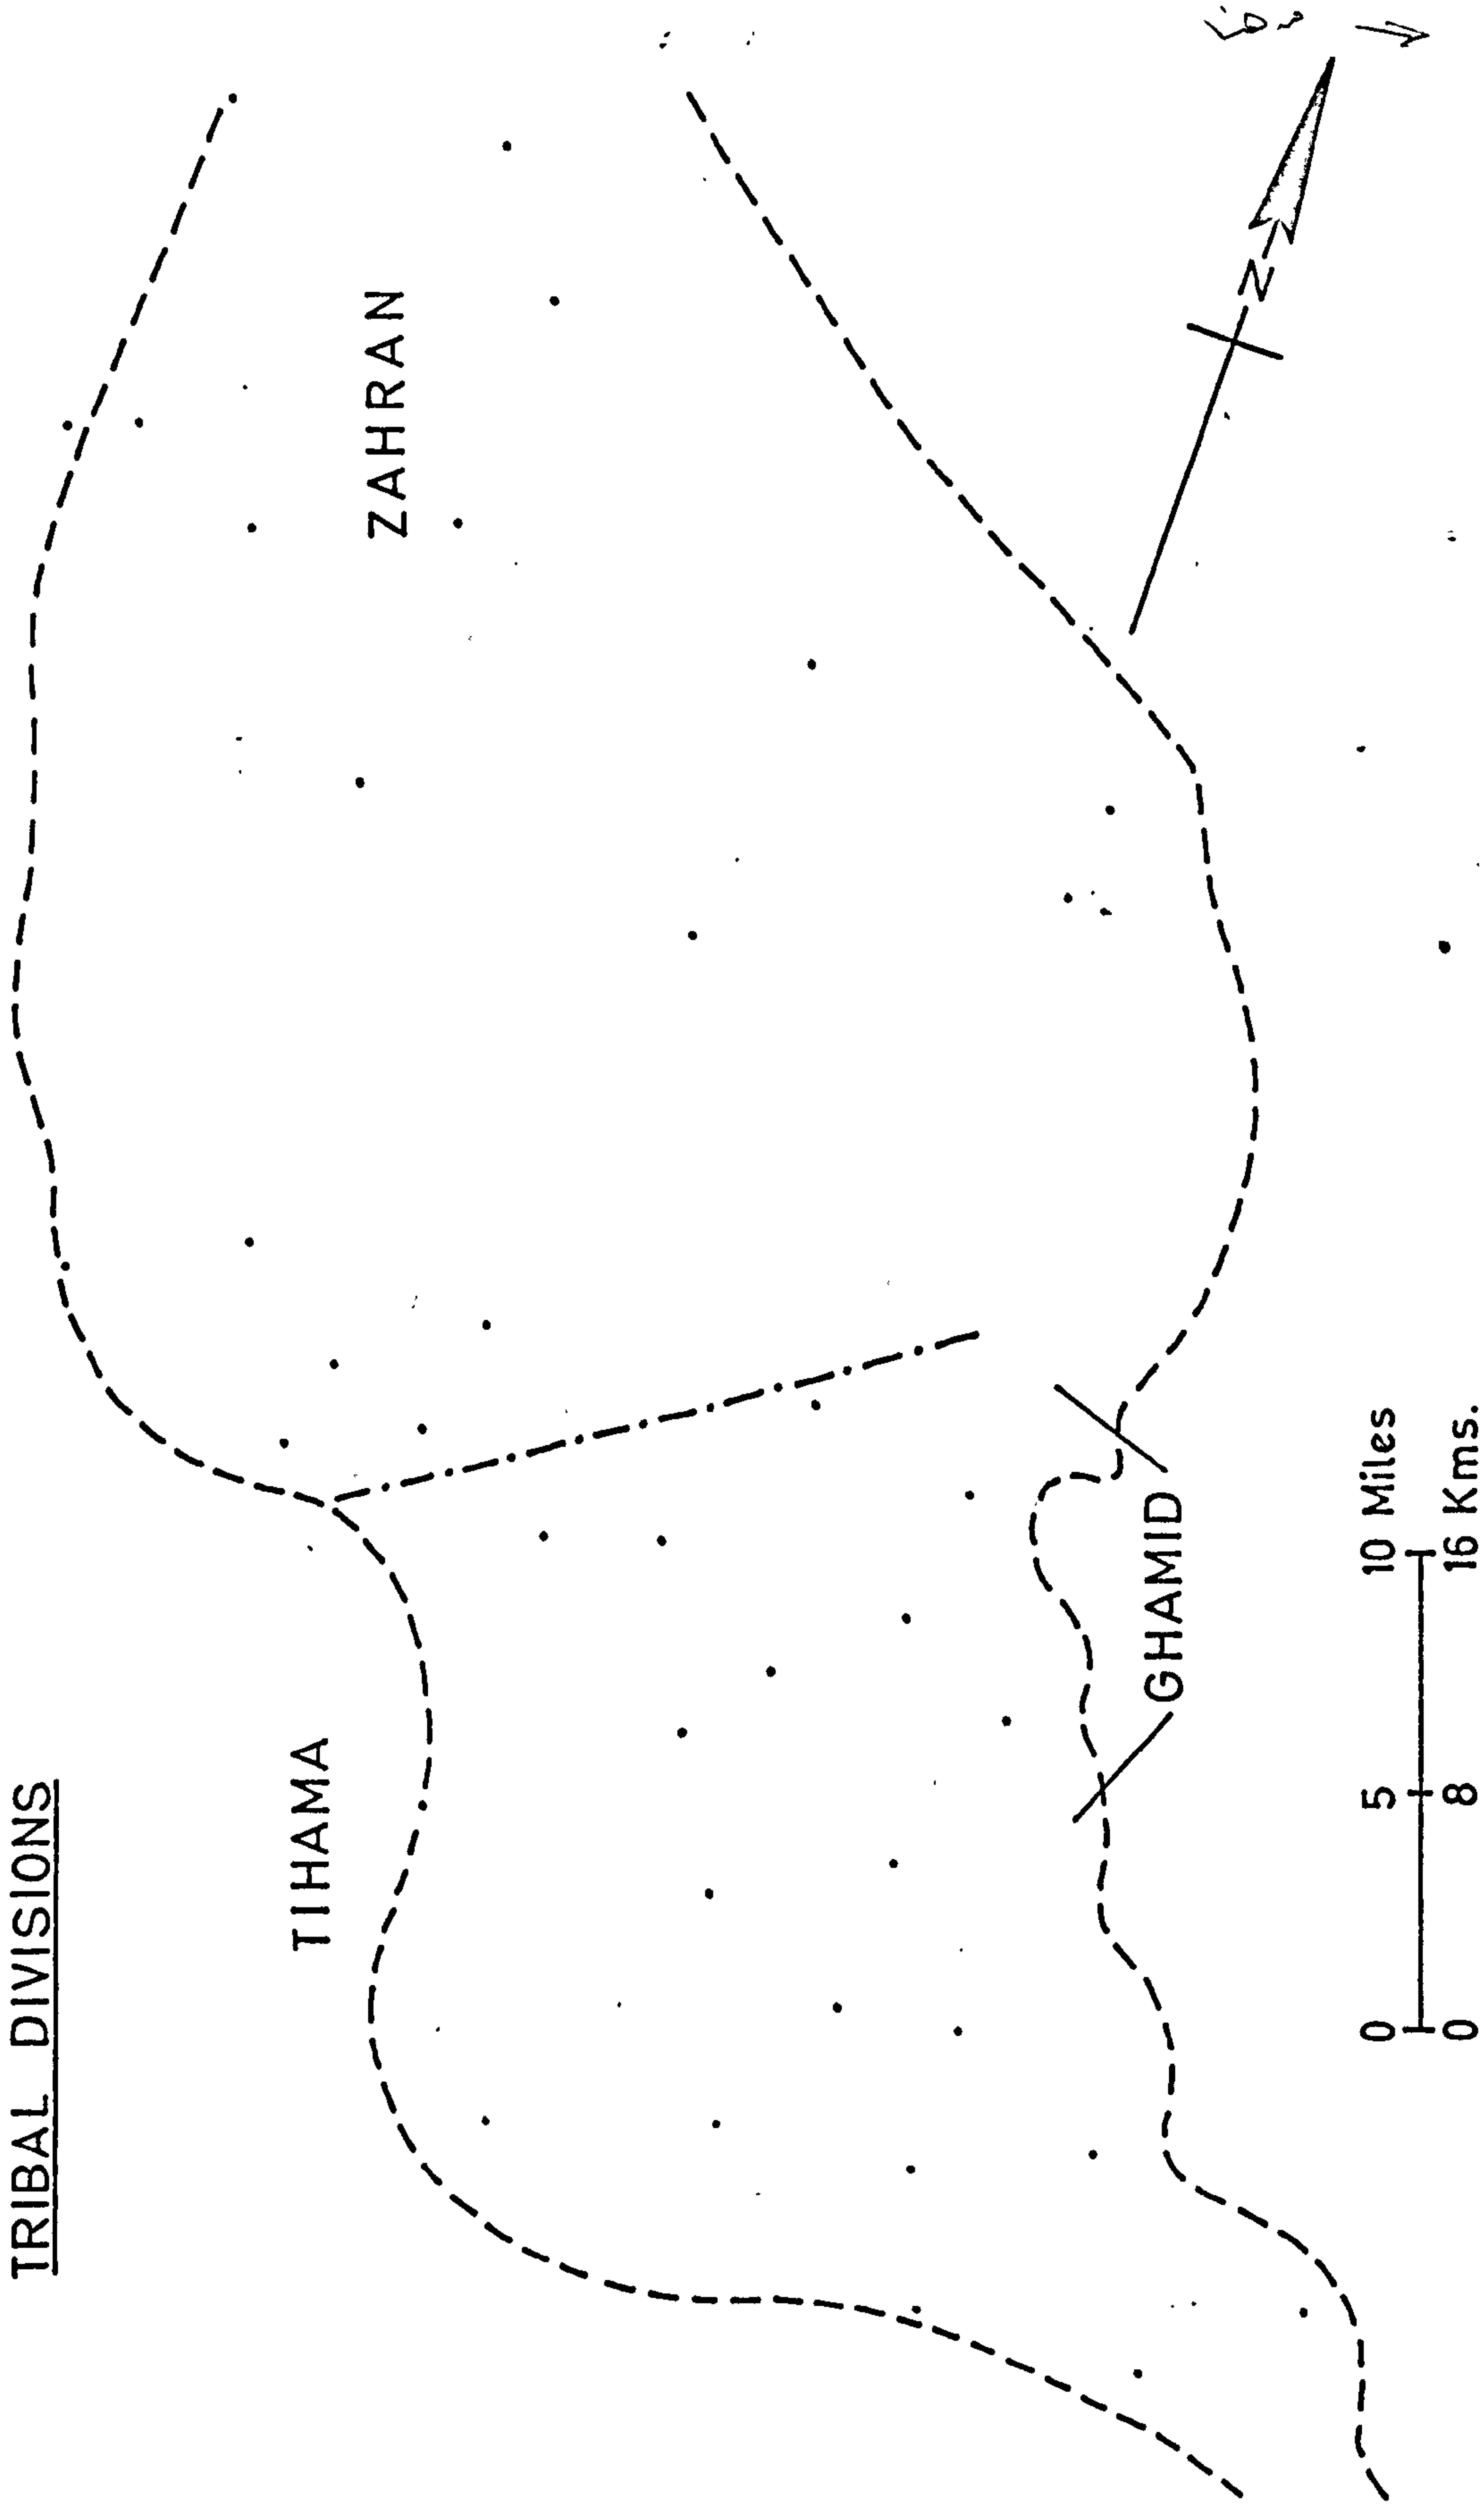 TRIBAL DIVISIONS
TIHAMA
ZAHRAN
GHAMID
N
0 5 10 Miles
0 8 16 Kms.